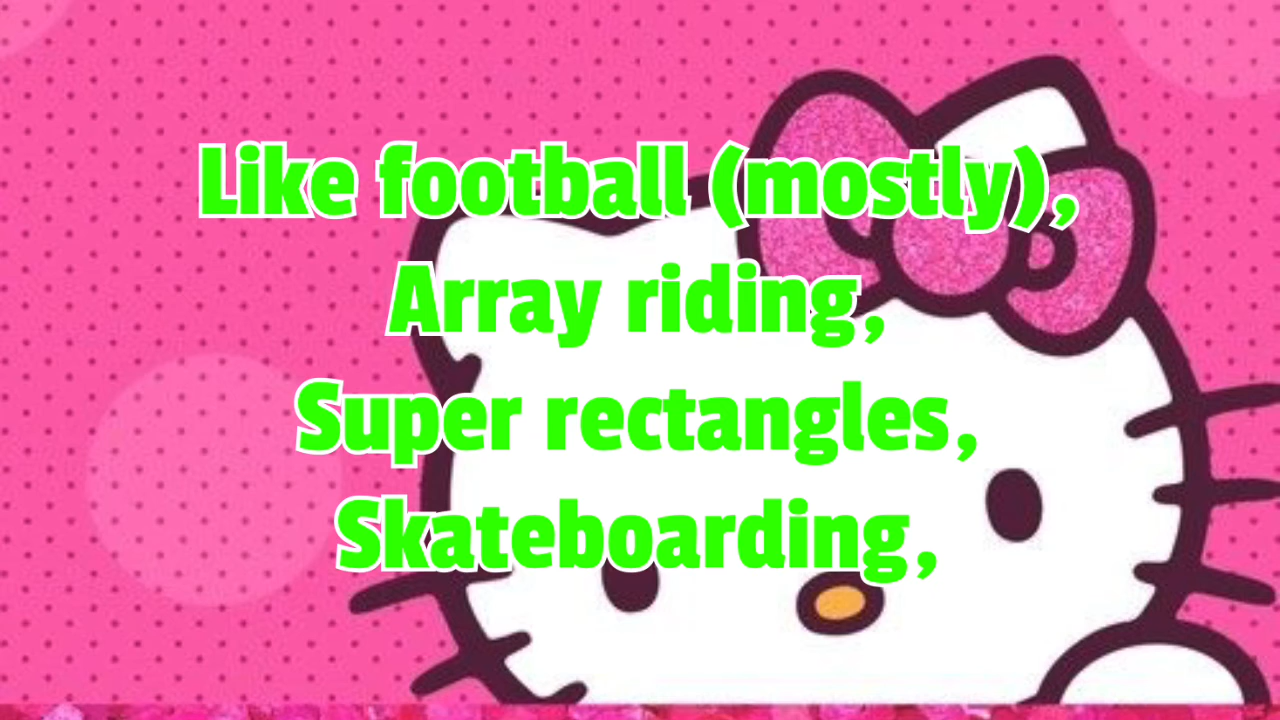 Like football (mostly),
Array riding,
Super rectangles,
Skateboarding,